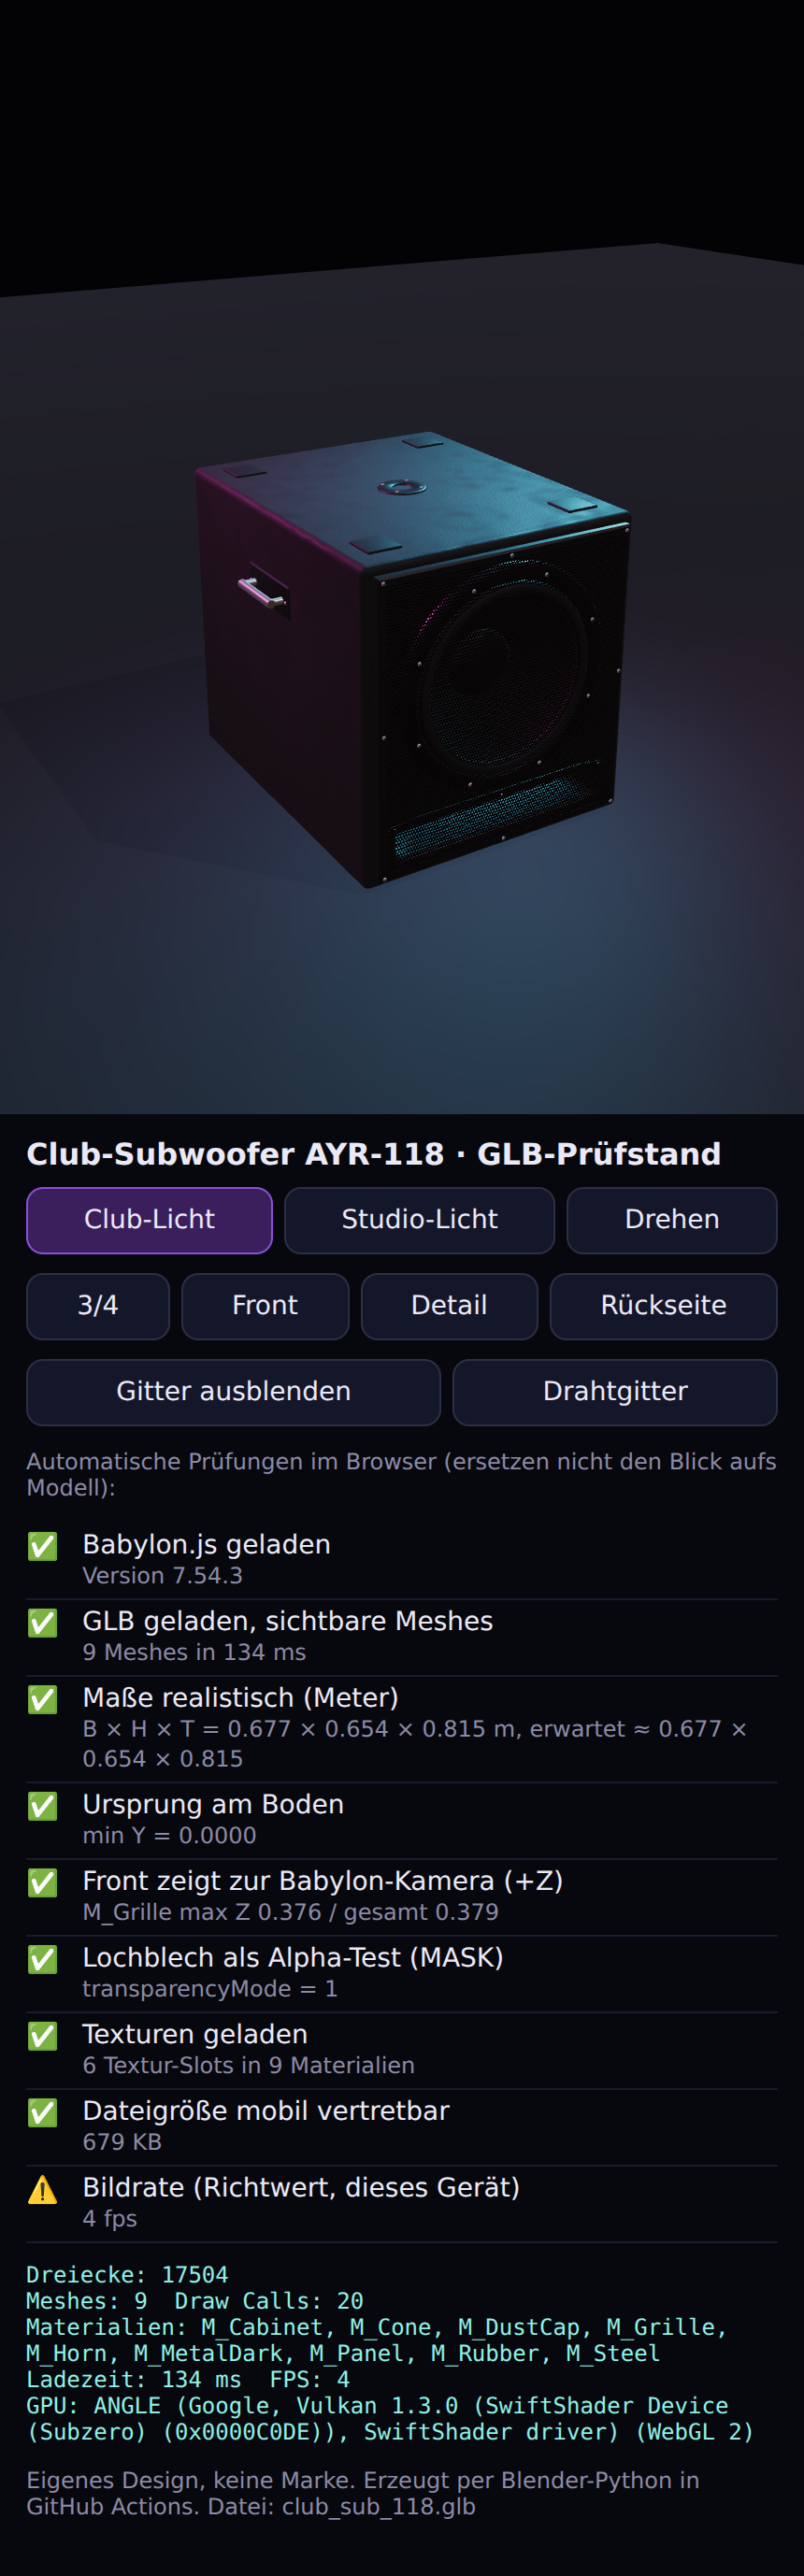 Club-Subwoofer AYR-118 · GLB-Prüfstand
Club-Licht
Studio-Licht
Drehen
3/4
Front
Detail
Rückseite
Gitter ausblenden
Drahtgitter
Automatische Prüfungen im Browser (ersetzen nicht den Blick aufs
Modell):
✅ Babylon.js geladen
Version 7.54.3
✅ GLB geladen, sichtbare Meshes
9 Meshes in 134 ms
✅ Maße realistisch (Meter)
B × H × T = 0.677 × 0.654 × 0.815 m, erwartet ≈ 0.677 ×
0.654 × 0.815
✅ Ursprung am Boden
min Y = 0.0000
✅ Front zeigt zur Babylon-Kamera (+Z)
M_Grille max Z 0.376 / gesamt 0.379
✅ Lochblech als Alpha-Test (MASK)
transparencyMode = 1
✅ Texturen geladen
6 Textur-Slots in 9 Materialien
✅ Dateigröße mobil vertretbar
679 KB
⚠️ Bildrate (Richtwert, dieses Gerät)
4 fps
Dreiecke: 17504
Meshes: 9  Draw Calls: 20
Materialien: M_Cabinet, M_Cone, M_DustCap, M_Grille,
M_Horn, M_MetalDark, M_Panel, M_Rubber, M_Steel
Ladezeit: 134 ms  FPS: 4
GPU: ANGLE (Google, Vulkan 1.3.0 (SwiftShader Device
(Subzero) (0x0000C0DE)), SwiftShader driver) (WebGL 2)
Eigenes Design, keine Marke. Erzeugt per Blender-Python in
GitHub Actions. Datei: club_sub_118.glb